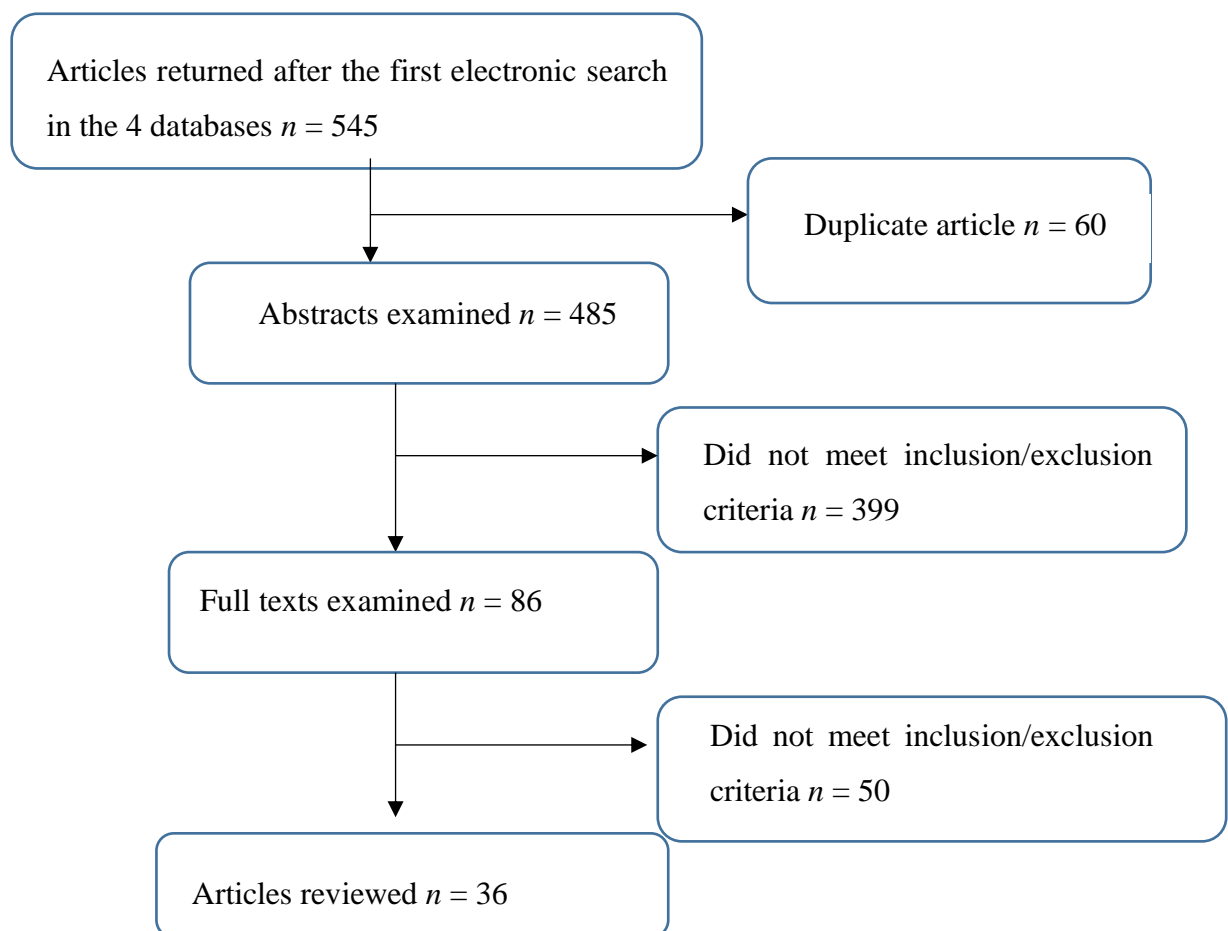 Articles returned after the first electronic search
in the 4 databases n = 545
Duplicate article n = 60
Abstracts examined n = 485
Did not meet inclusion/exclusion
criteria n = 399
Full texts examined n = 86
Did not meet inclusion/exclusion
criteria n = 50
Articles reviewed n = 36